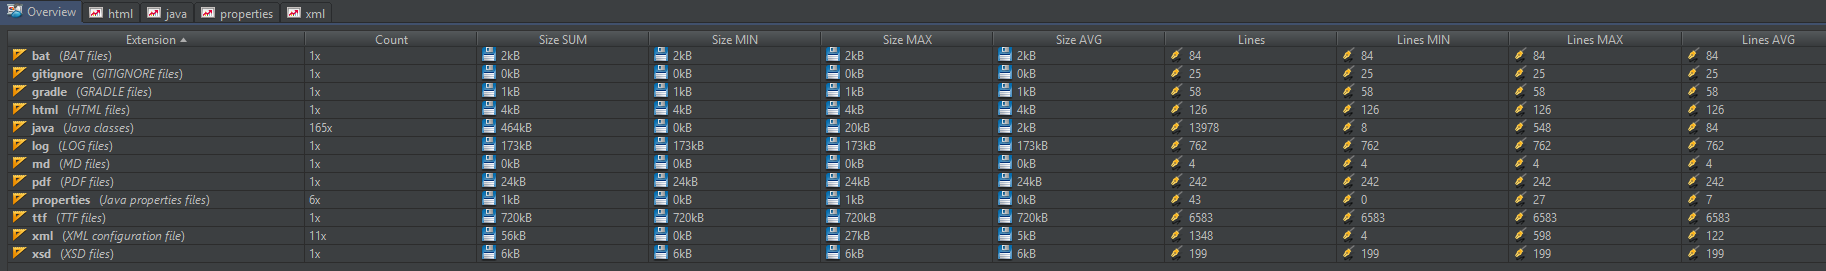 Overview html java properties xml
Extension Count Size SUM Size MIN Size MAX Size AVG Lines Lines MIN Lines MAX Lines AVG
bat (BAT files) 1x 2kB 2kB 2kB 2kB 84 84 84 84
gitignore (GITIGNORE files) 1x 0kB 0kB 0kB 0kB 25 25 25 25
gradle (GRADLE files) 1x 1kB 1kB 1kB 1kB 58 58 58 58
html (HTML files) 1x 4kB 4kB 4kB 4kB 126 126 126 126
java (Java classes) 165x 464kB 0kB 20kB 2kB 13978 8 548 84
log (LOG files) 1x 173kB 173kB 173kB 173kB 762 762 762 762
md (MD files) 1x 0kB 0kB 0kB 0kB 4 4 4 4
pdf (PDF files) 1x 24kB 24kB 24kB 24kB 242 242 242 242
properties (Java properties files) 6x 1kB 0kB 1kB 0kB 43 0 27 7
ttf (TTF files) 1x 720kB 720kB 720kB 720kB 6583 6583 6583 6583
xml (XML configuration file) 11x 56kB 0kB 27kB 5kB 1348 4 598 122
xsd (XSD files) 1x 6kB 6kB 6kB 6kB 199 199 199 199